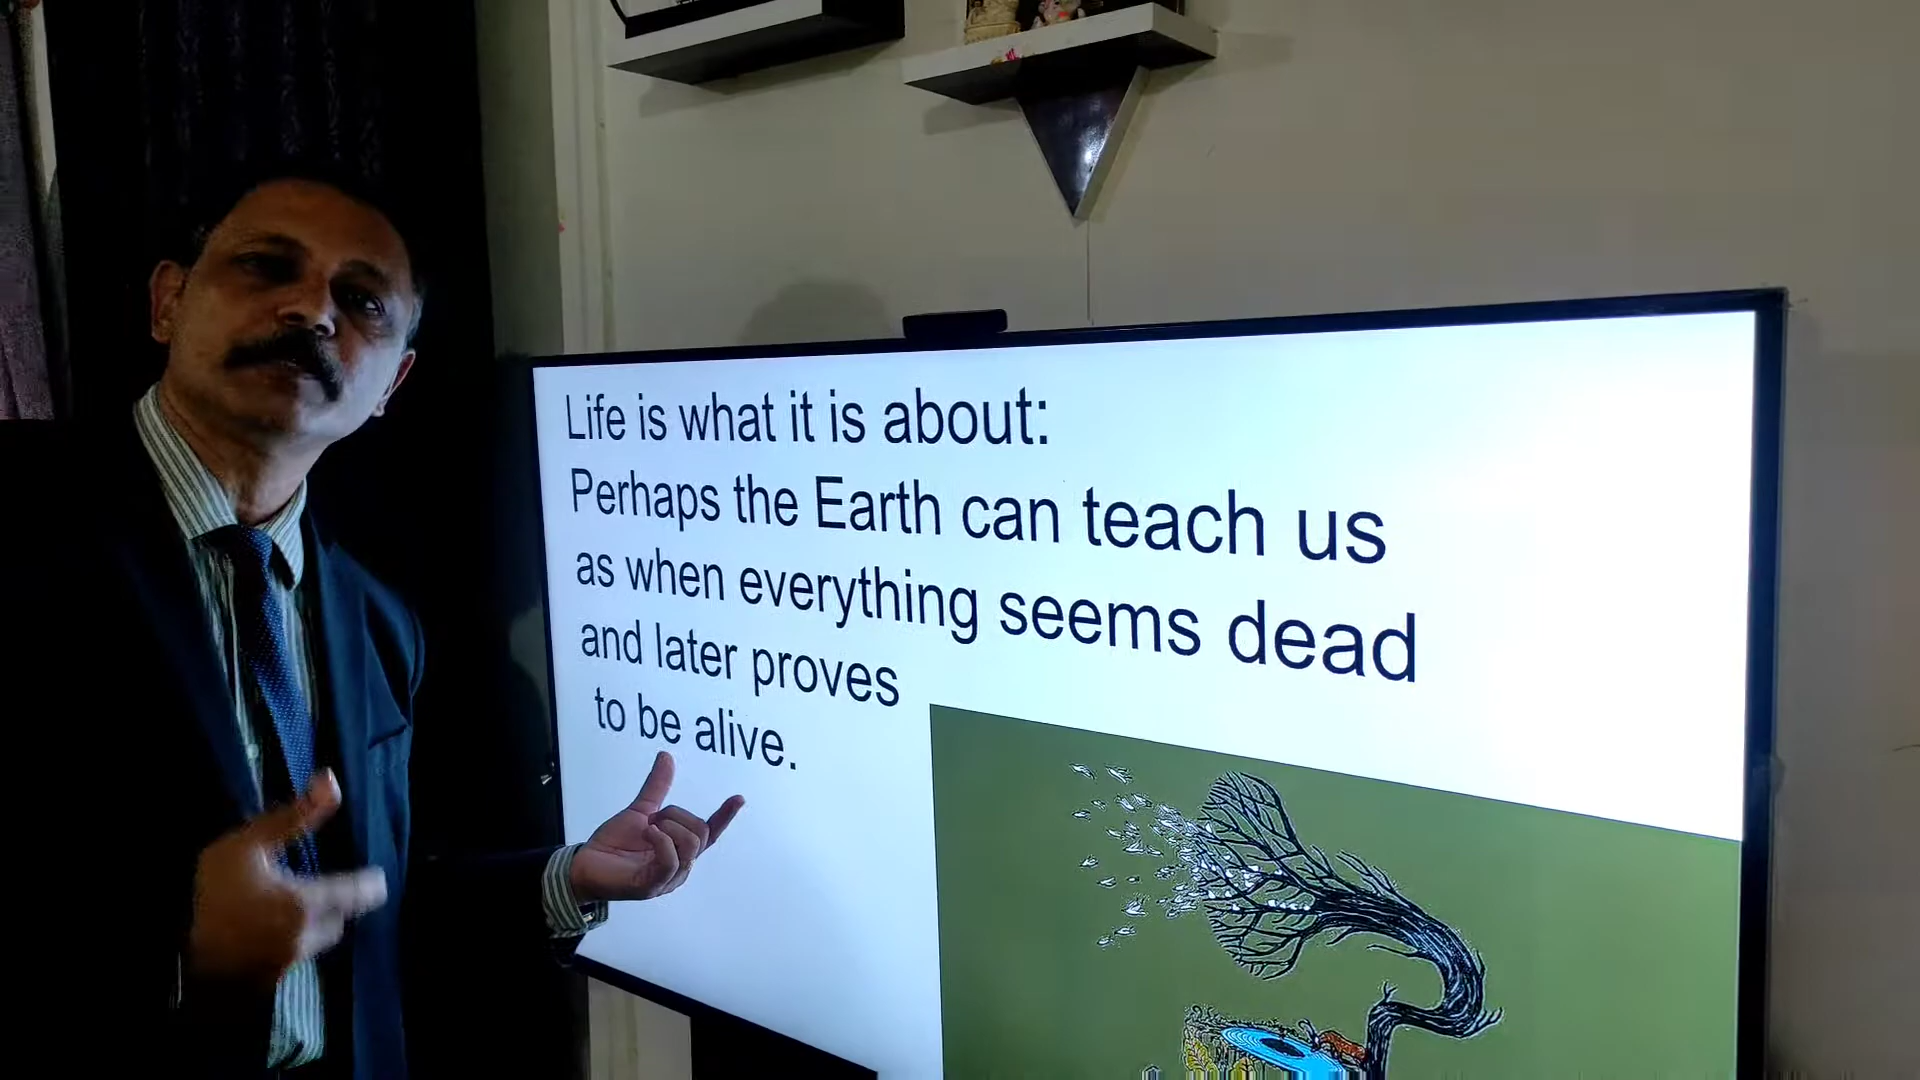 Life is what it is about:
Perhaps the Earth can teach us
as when everything seems dead
and later proves
to be alive.